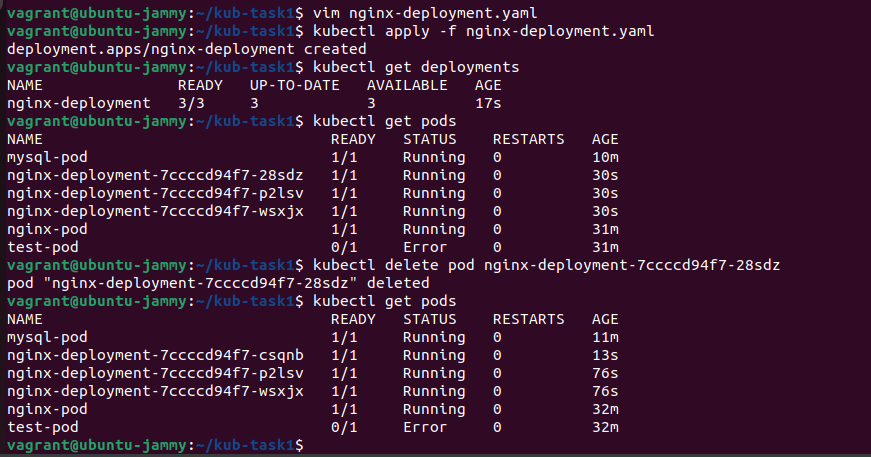 vagrant@ubuntu-jammy:~/kub-task1$ vim nginx-deployment.yaml
vagrant@ubuntu-jammy:~/kub-task1$ kubectl apply -f nginx-deployment.yaml
deployment.apps/nginx-deployment created
vagrant@ubuntu-jammy:~/kub-task1$ kubectl get deployments
NAME               READY   UP-TO-DATE   AVAILABLE   AGE
nginx-deployment   3/3     3            3           17s
vagrant@ubuntu-jammy:~/kub-task1$ kubectl get pods
NAME                                READY   STATUS    RESTARTS   AGE
mysql-pod                           1/1     Running   0          10m
nginx-deployment-7ccccd94f7-28sdz   1/1     Running   0          30s
nginx-deployment-7ccccd94f7-p2lsv   1/1     Running   0          30s
nginx-deployment-7ccccd94f7-wsxjx   1/1     Running   0          30s
nginx-pod                           1/1     Running   0          31m
test-pod                            0/1     Error     0          31m
vagrant@ubuntu-jammy:~/kub-task1$ kubectl delete pod nginx-deployment-7ccccd94f7-28sdz
pod "nginx-deployment-7ccccd94f7-28sdz" deleted
vagrant@ubuntu-jammy:~/kub-task1$ kubectl get pods
NAME                                READY   STATUS    RESTARTS   AGE
mysql-pod                           1/1     Running   0          11m
nginx-deployment-7ccccd94f7-csqnb   1/1     Running   0          13s
nginx-deployment-7ccccd94f7-p2lsv   1/1     Running   0          76s
nginx-deployment-7ccccd94f7-wsxjx   1/1     Running   0          76s
nginx-pod                           1/1     Running   0          32m
test-pod                            0/1     Error     0          32m
vagrant@ubuntu-jammy:~/kub-task1$